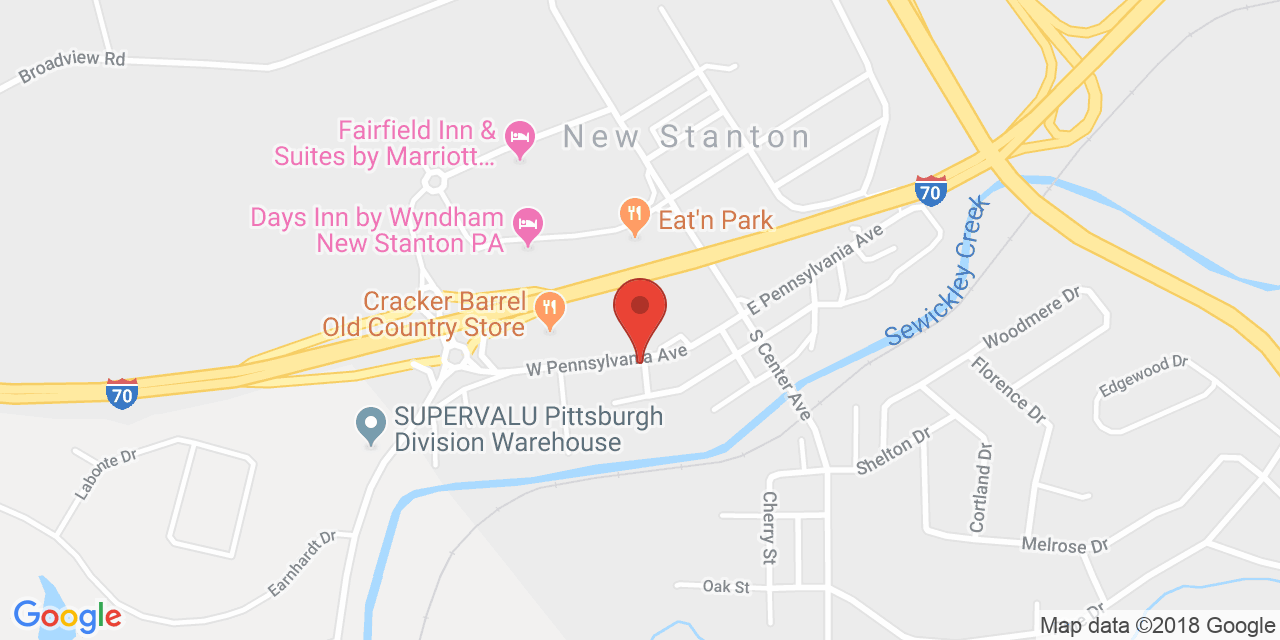 Broadview Rd
Fairfield Inn &
Suites by Marriott...
New Stanton
70
Days Inn by Wyndham
New Stanton PA
Eat'n Park
E Pennsylvania Ave
Sewickley Creek
Cracker Barrel
Old Country Store
W Pennsylvania Ave
S Center Ave
Woodmere Dr
Florence Dr
Edgewood Dr
70
SUPERVALU Pittsburgh
Division Warehouse
Labonte Dr
Shelton Dr
Cortland Dr
Cherry St
Earnhardt Dr
Melrose Dr
Oak St
Dr
Google
Map data ©2018 Google